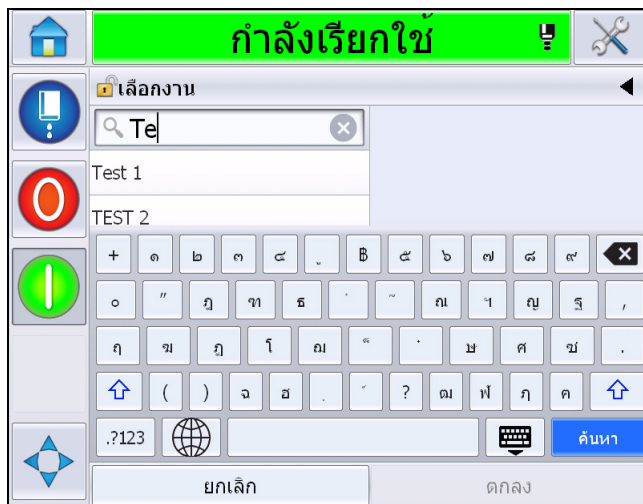 กำลังเรียกใช้
เลือกงาน
Te
Test 1
TEST 2
+ ๑ ๒ ๓ ๔ ู ฿ ๕ ๖ ๗ ๘ ๙
๐ " ฎ ฑ ธ ํ ๊ ณ ฯ ญ ฐ ,
ฤ ฆ ฏ โ ฌ ็ ๋ ษ ศ ซ .
( ) ฉ ฮ ฺ ์ ? ฒ ฬ ฦ ฅ
.?123 ค้นหา
ยกเลิก ตกลง